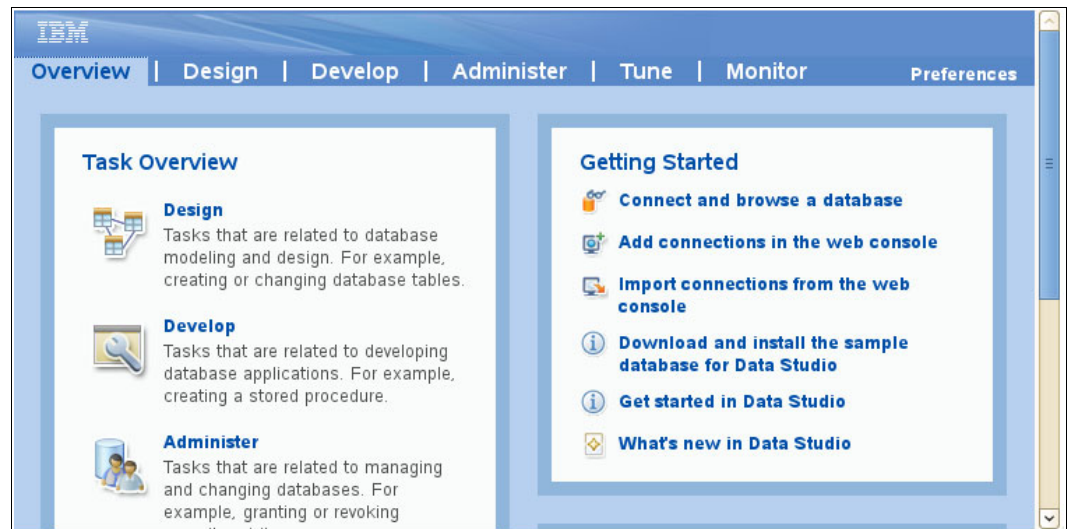 IBM
Overview | Design | Develop | Administer | Tune | Monitor Preferences
Task Overview
Design
Tasks that are related to database
modeling and design. For example,
creating or changing database tables.
Develop
Tasks that are related to developing
database applications. For example,
creating a stored procedure.
Administer
Tasks that are related to managing
and changing databases. For
example, granting or revoking
Getting Started
Connect and browse a database
Add connections in the web console
Import connections from the web
console
Download and install the sample
database for Data Studio
Get started in Data Studio
What's new in Data Studio